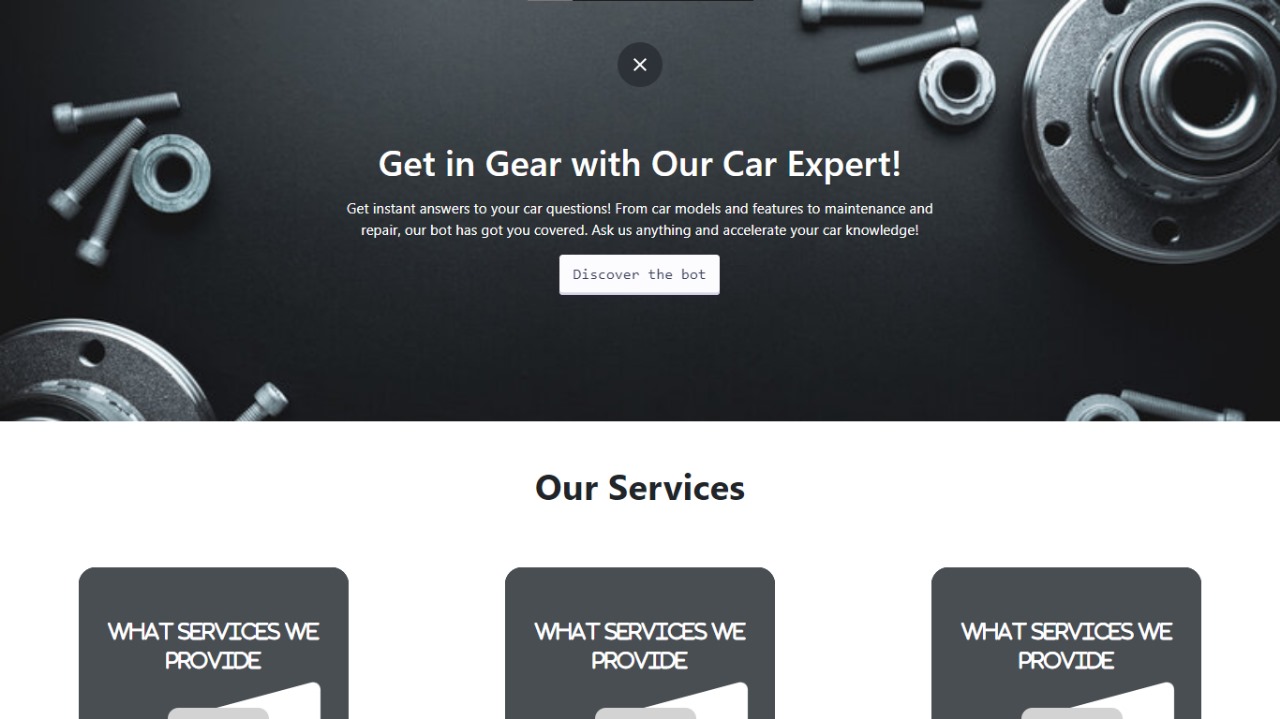 Get in Gear with Our Car Expert!
Get instant answers to your car questions! From car models and features to maintenance and
repair, our bot has got you covered. Ask us anything and accelerate your car knowledge!
Discover the bot
Our Services
WHAT SERVICES WE
PROVIDE
WHAT SERVICES WE
PROVIDE
WHAT SERVICES WE
PROVIDE